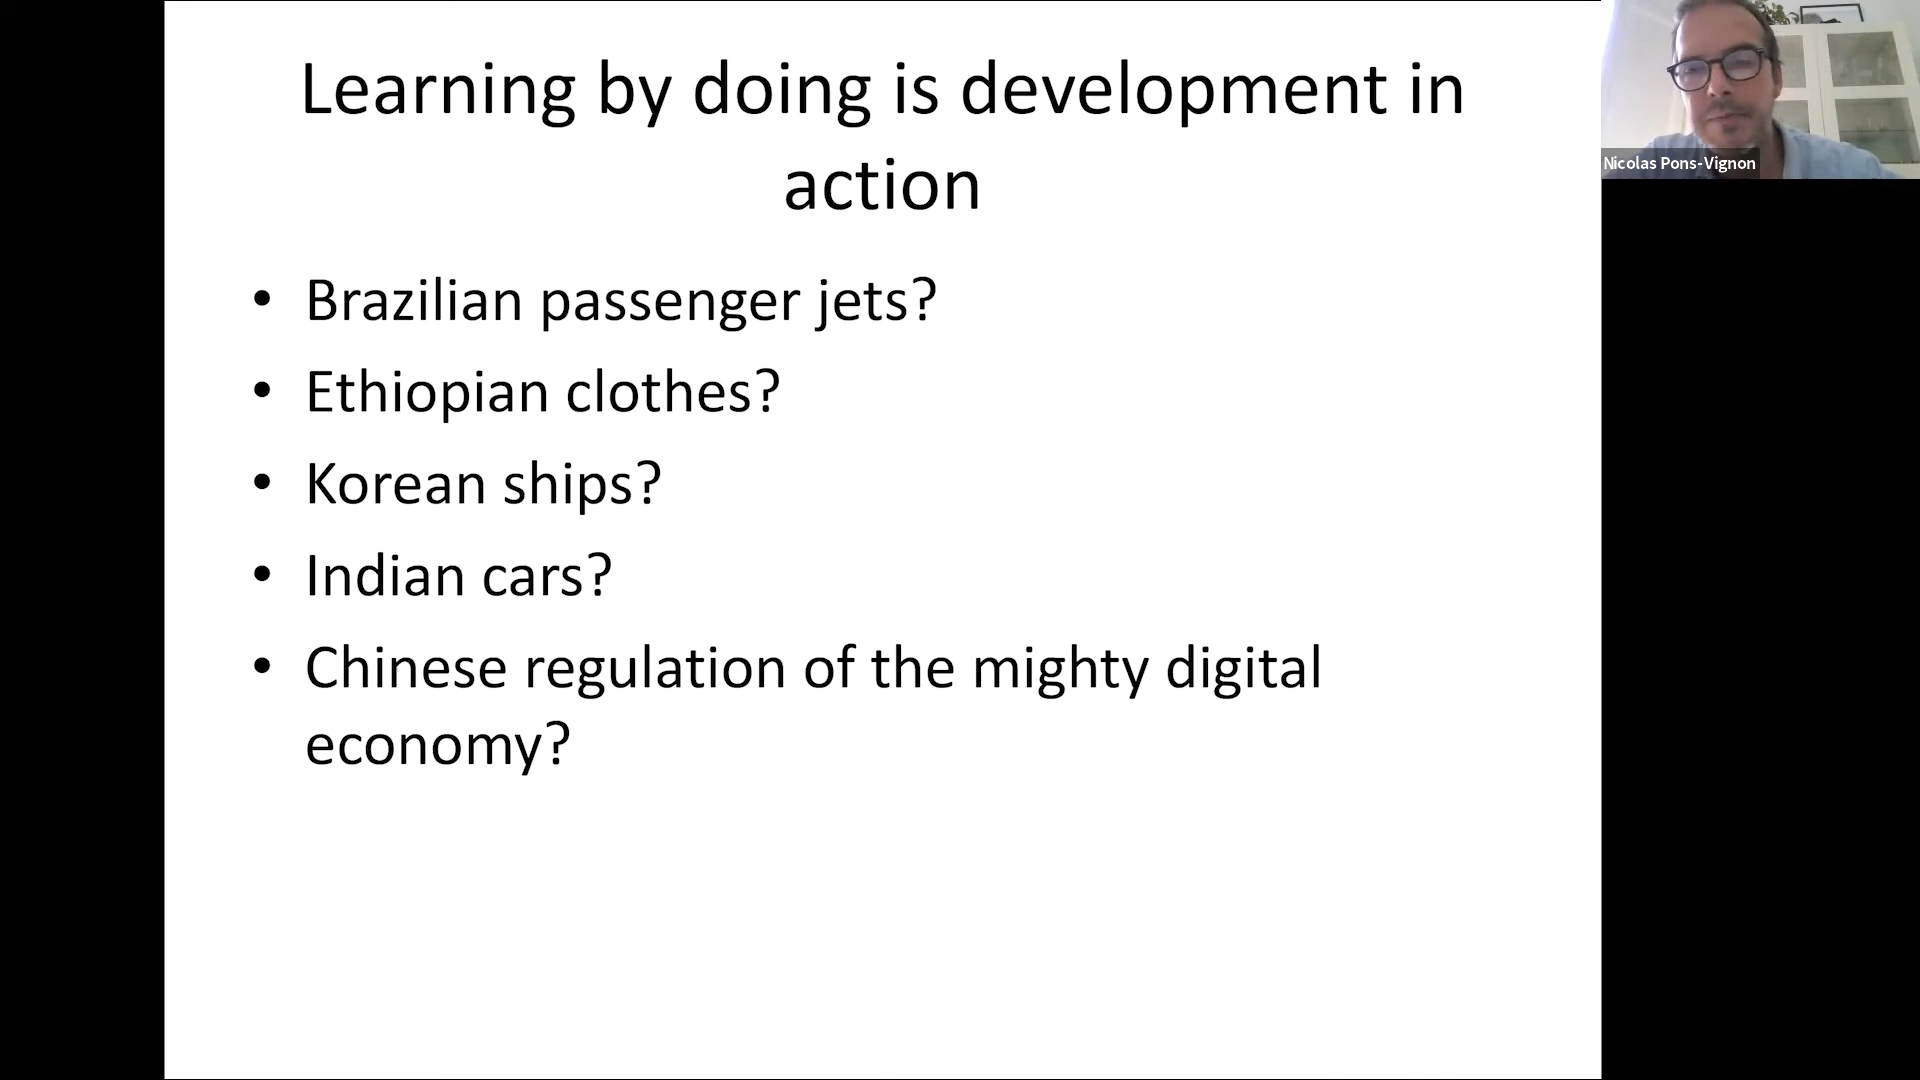 Learning by doing is development in
action
• Brazilian passenger jets?
• Ethiopian clothes?
• Korean ships?
• Indian cars?
• Chinese regulation of the mighty digital
economy?
Nicolas Pons-Vignon